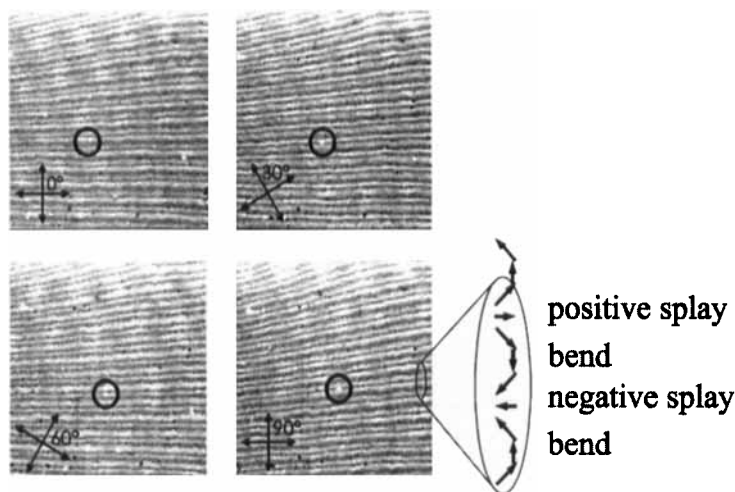 0°
30°
60°
90°
positive splay
bend
negative splay
bend